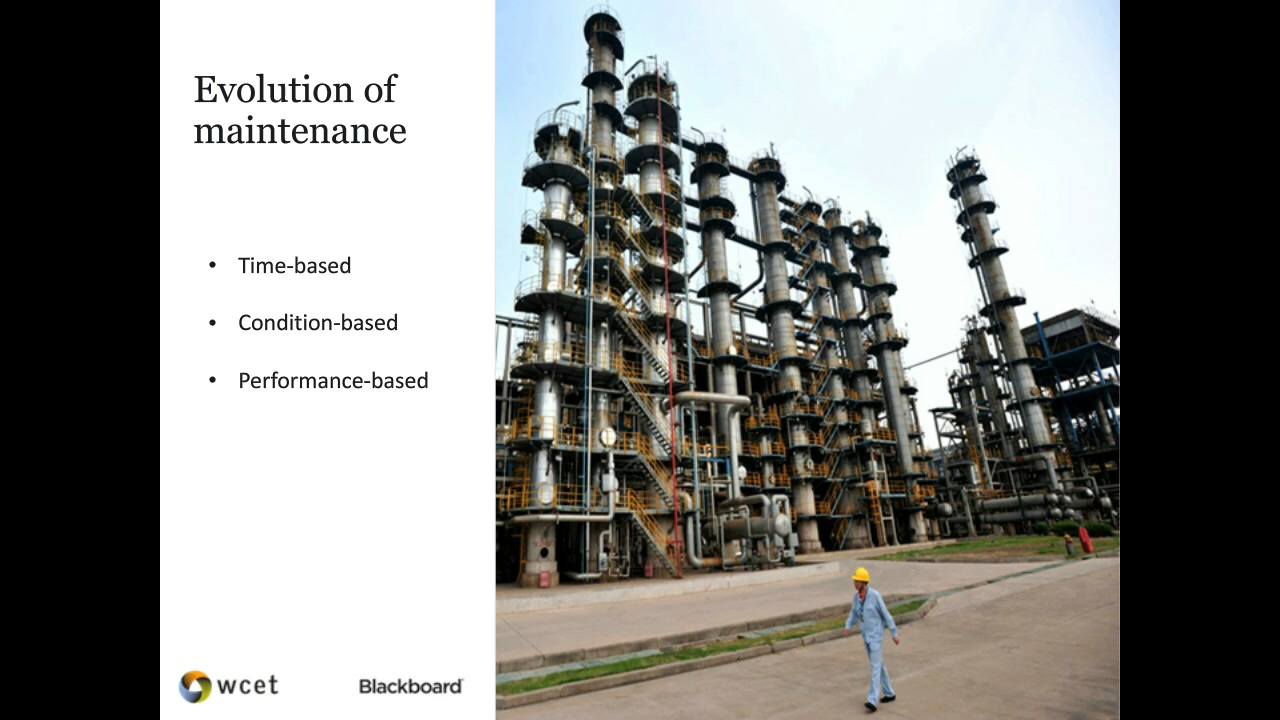 Evolution of
maintenance
• Time-based
• Condition-based
• Performance-based
wcet
Blackboard